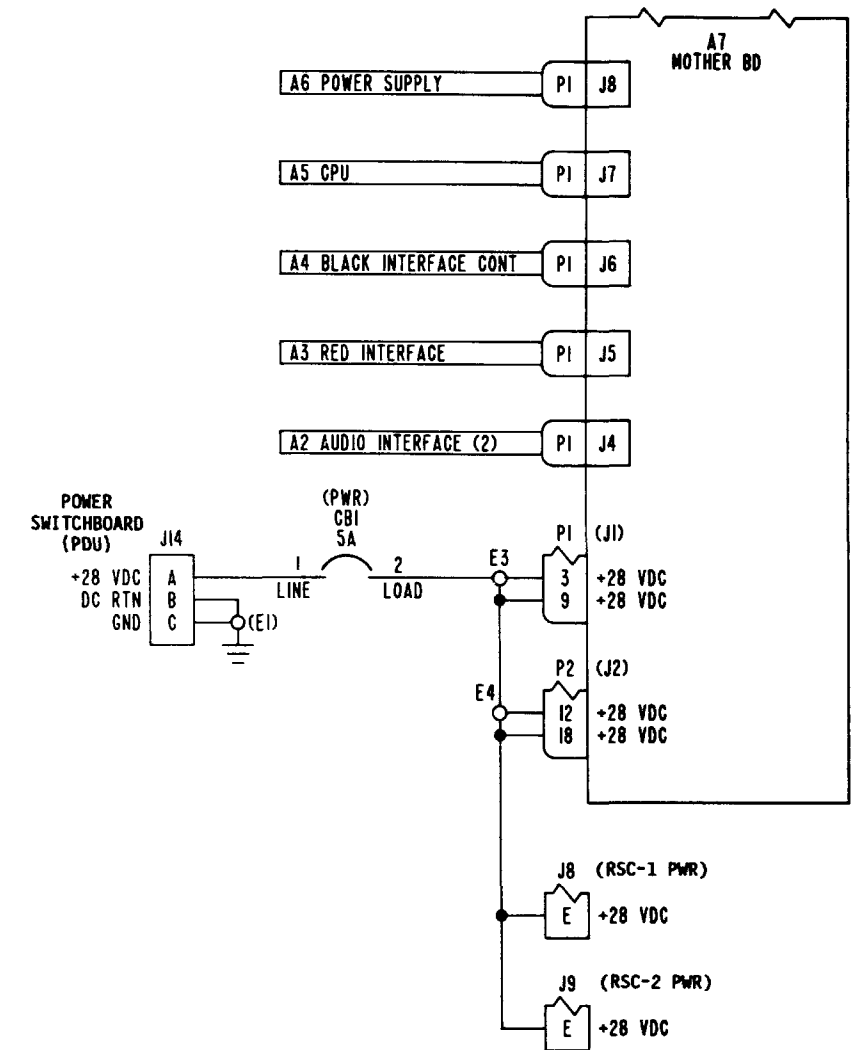 A7
MOTHER BD
A6 POWER SUPPLY P1 J8
A5 CPU P1 J7
A4 BLACK INTERFACE CONT P1 J6
A3 RED INTERFACE P1 J5
A2 AUDIO INTERFACE (2) P1 J4
POWER
SWITCHBOARD
(PDU)
J14
+28 VDC A
DC RTN B
GND C
(E1)
(PWR)
CB1
5A
1
LINE
2
LOAD
E3
P1 (J1)
3 +28 VDC
9 +28 VDC
E4
P2 (J2)
12 +28 VDC
18 +28 VDC
J8 (RSC-1 PWR)
E +28 VDC
J9 (RSC-2 PWR)
E +28 VDC